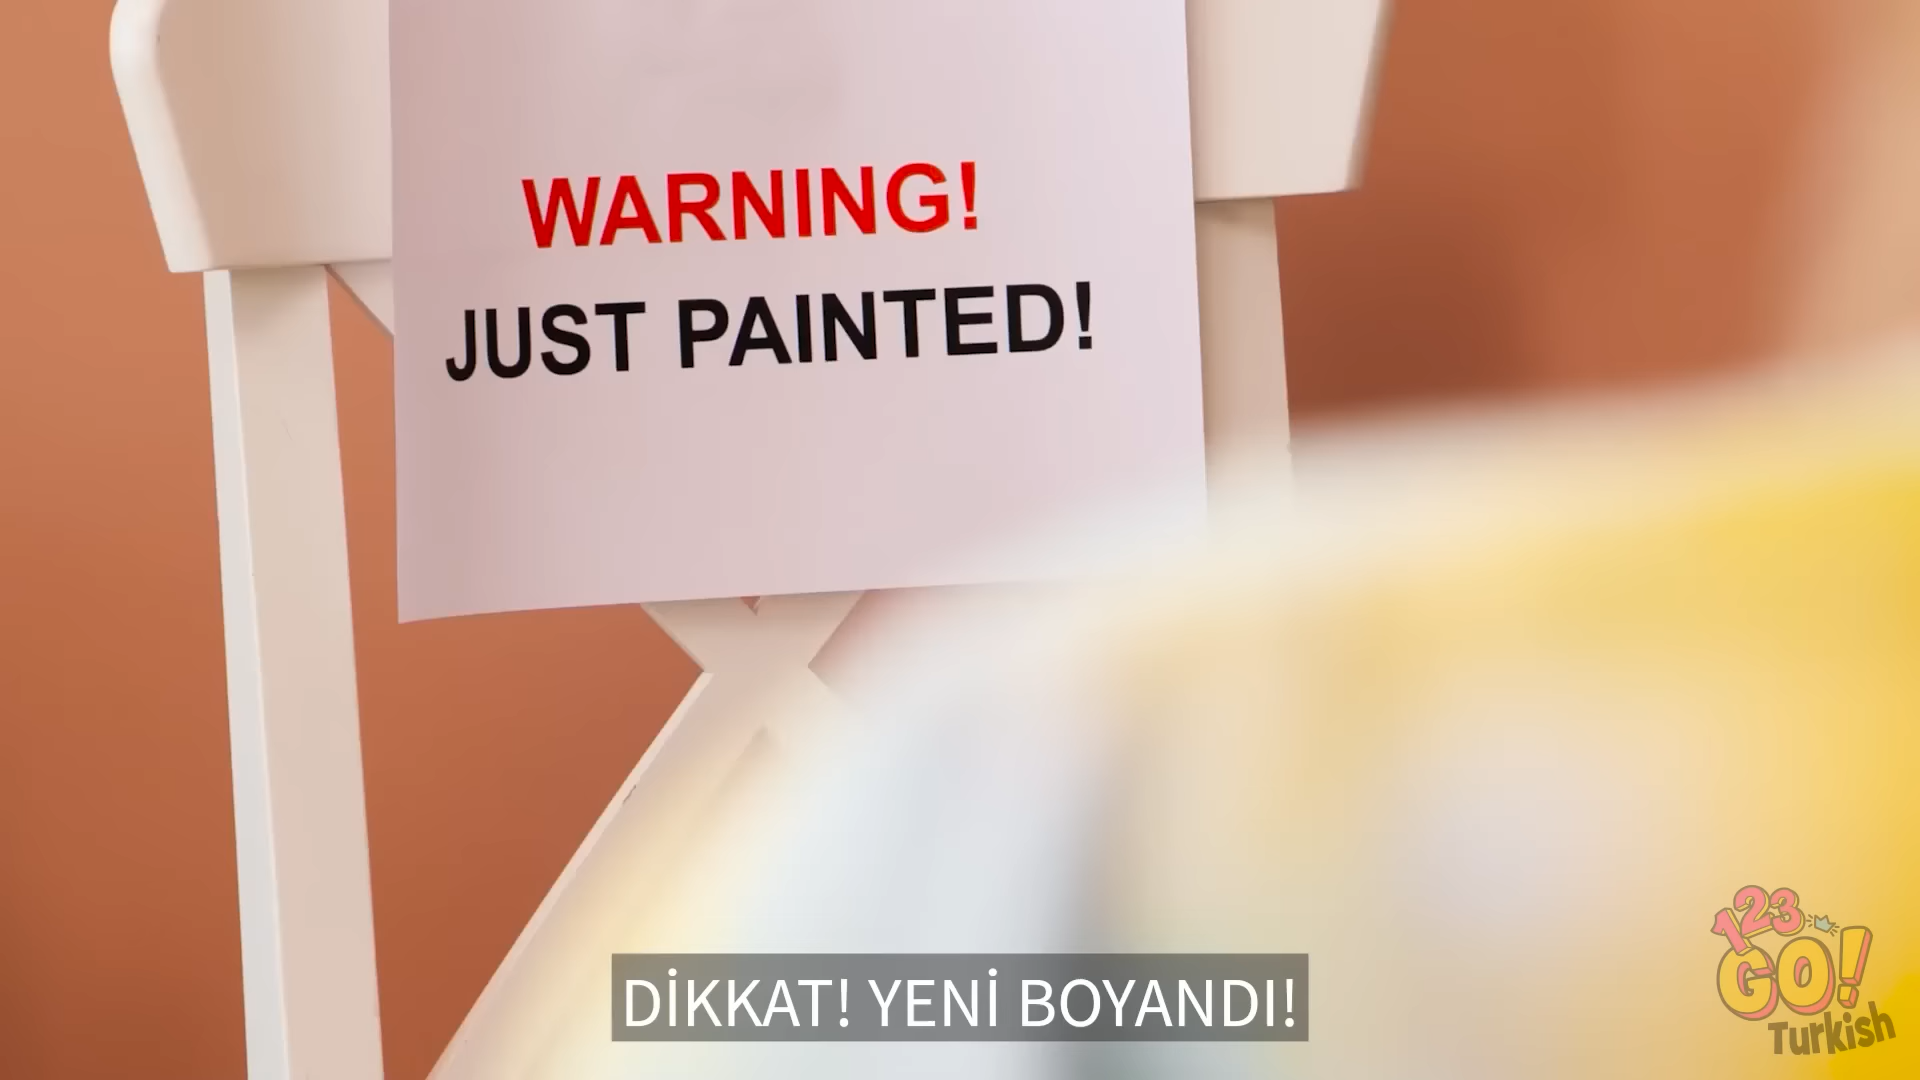 WARNING!
JUST PAINTED!
DİKKAT! YENİ BOYANDI!
123
GO!
Turkish